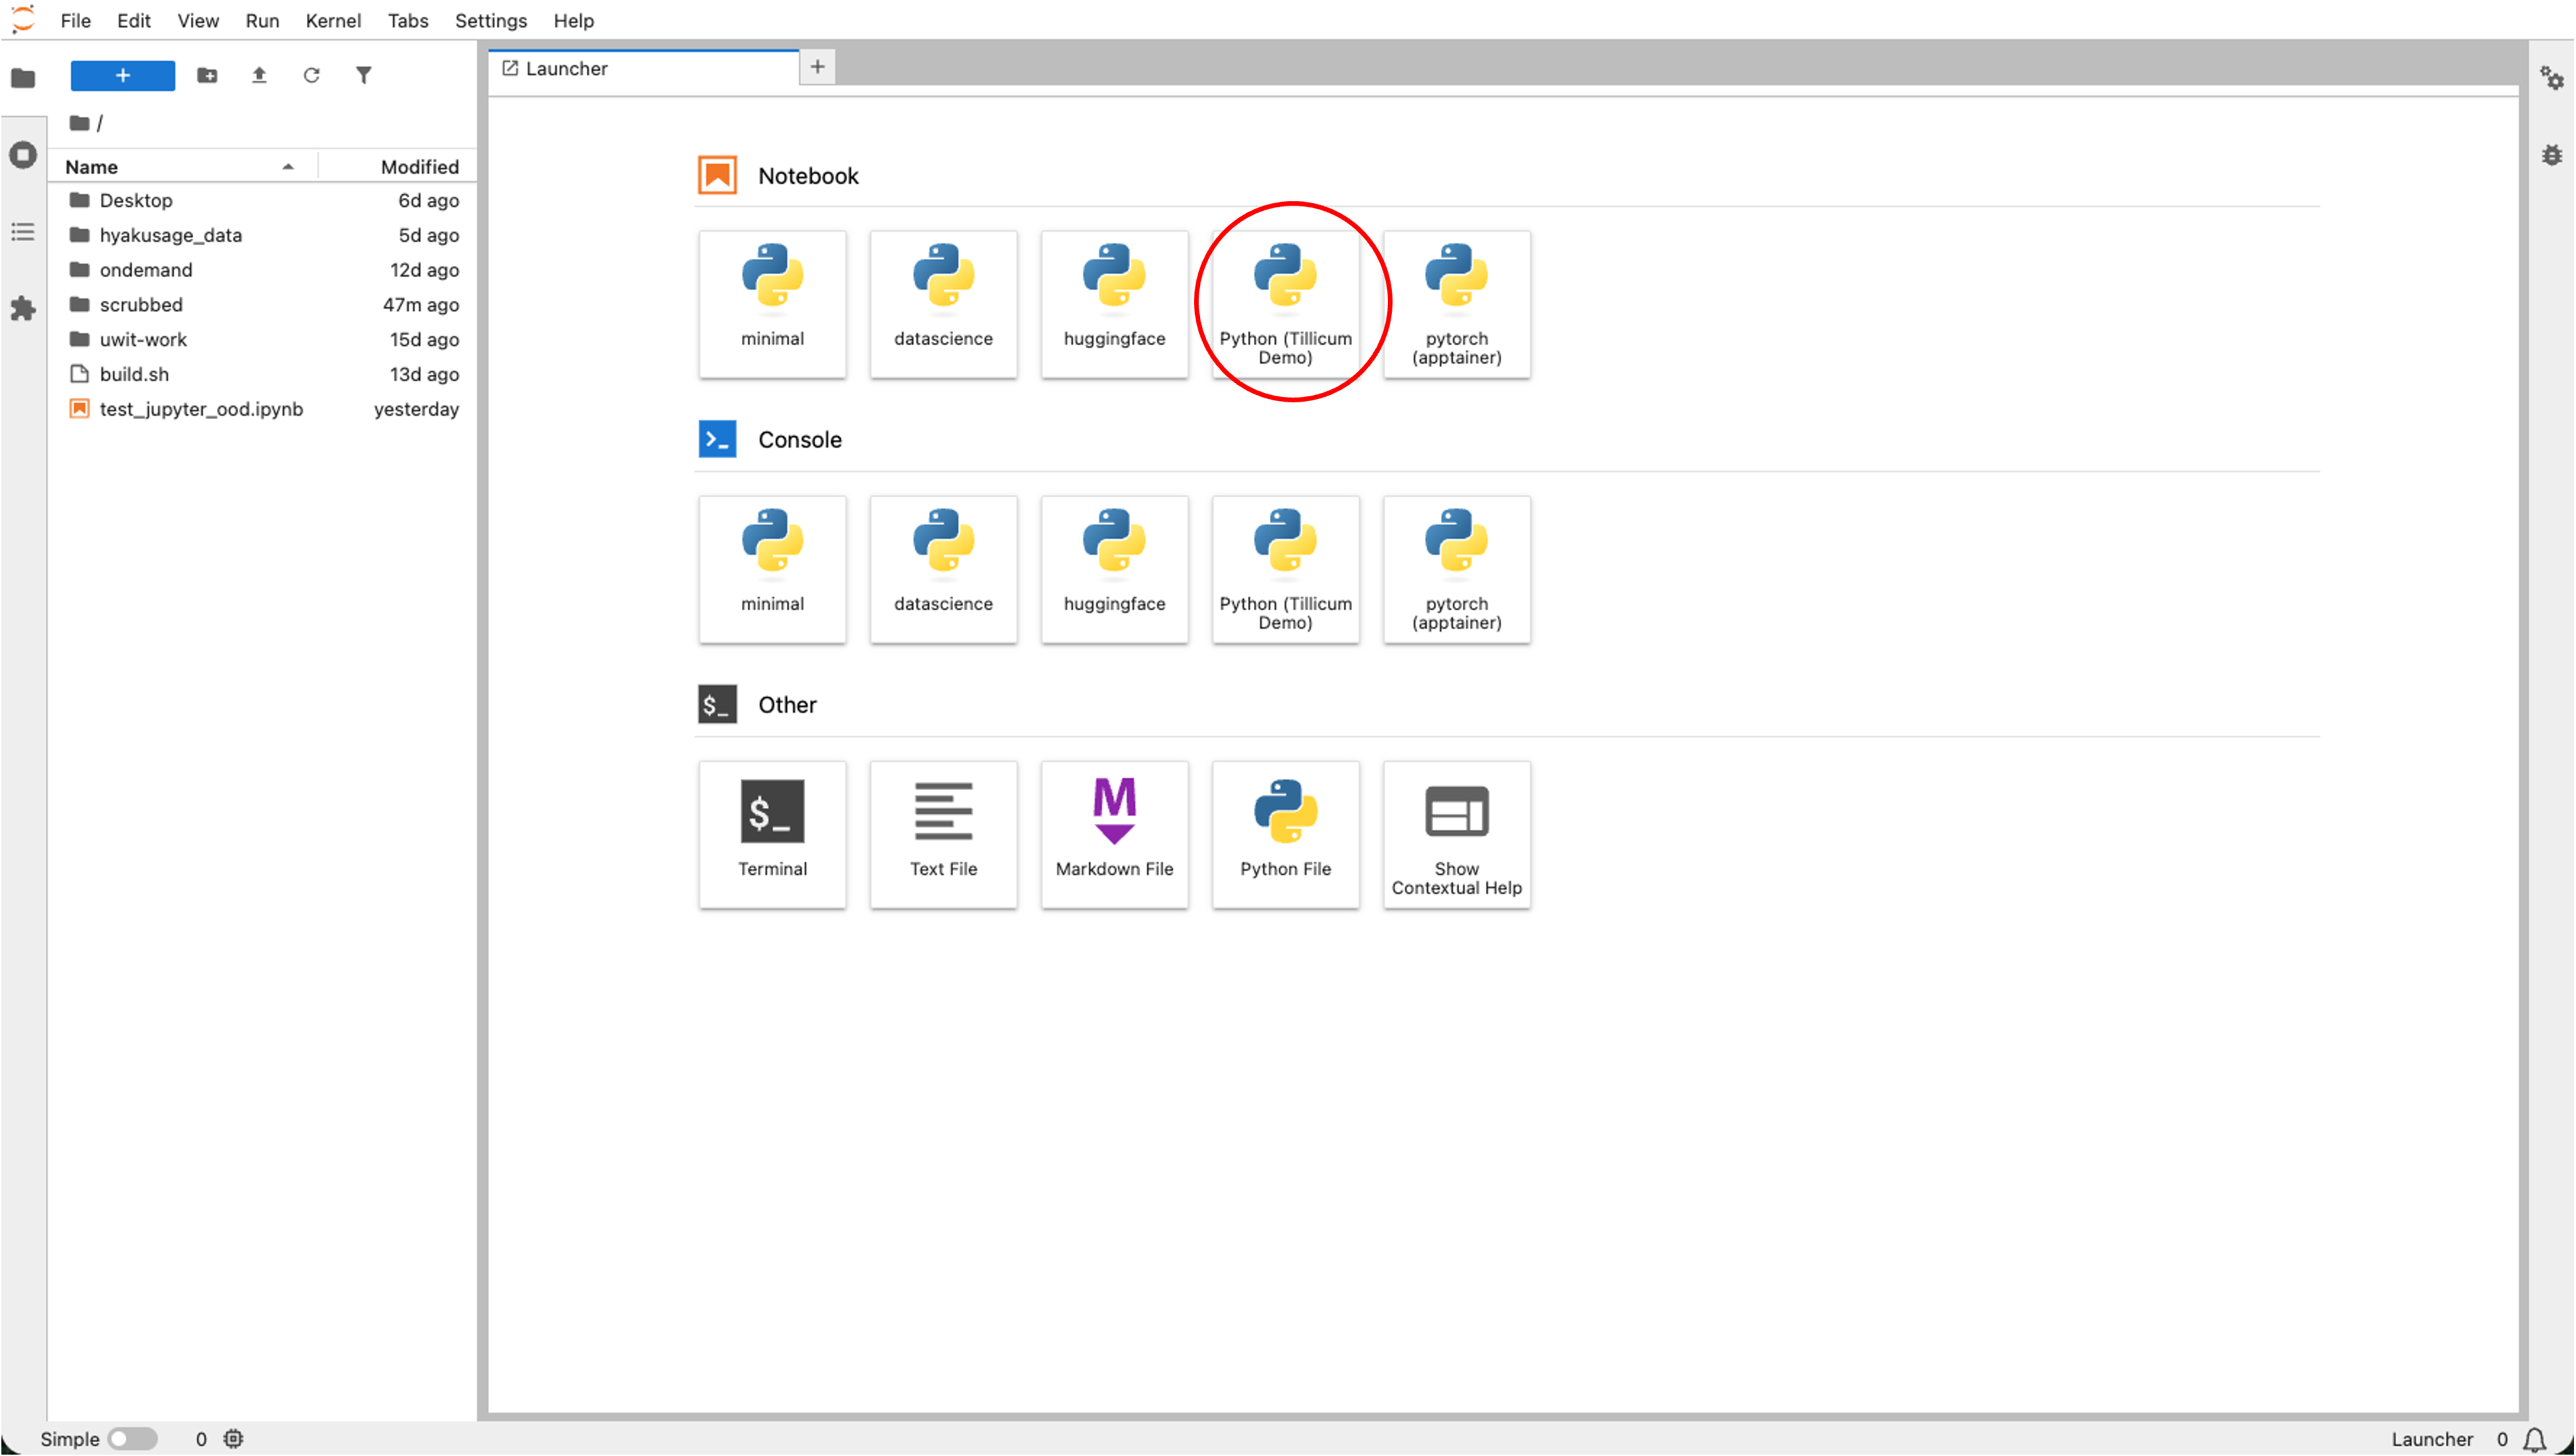 File Edit View Run Kernel Tabs Settings Help
Launcher
/
Name Modified
Desktop 6d ago
hyakusage_data 5d ago
ondemand 12d ago
scrubbed 47m ago
uwit-work 15d ago
build.sh 13d ago
test_jupyter_ood.ipynb yesterday
Notebook
minimal
datascience
huggingface
Python (Tillicum
Demo)
pytorch
(apptainer)
>_ Console
minimal
datascience
huggingface
Python (Tillicum
Demo)
pytorch
(apptainer)
$_ Other
$_
Terminal
Text File
M
Markdown File
Python File
Show
Contextual Help
Simple 0
Launcher 0